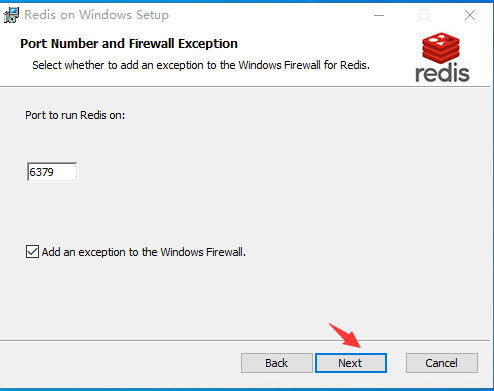 Redis on Windows Setup
Port Number and Firewall Exception
Select whether to add an exception to the Windows Firewall for Redis.
redis
Port to run Redis on:
6379
Add an exception to the Windows Firewall.
Back Next Cancel